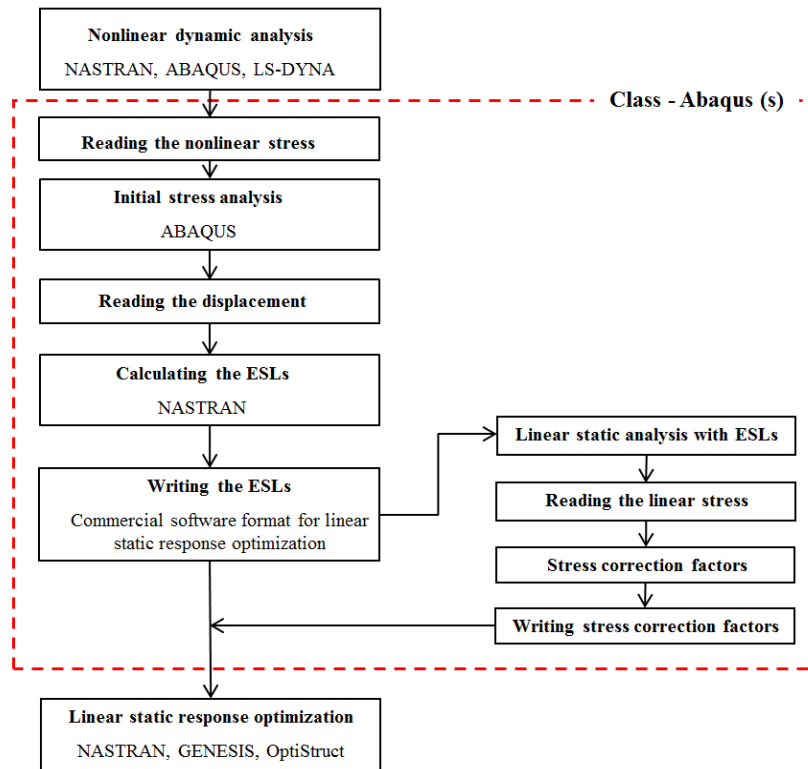 Nonlinear dynamic analysis
NASTRAN, ABAQUS, LS-DYNA
Class - Abaqus (s)
Reading the nonlinear stress
Initial stress analysis
ABAQUS
Reading the displacement
Calculating the ESLs
NASTRAN
Writing the ESLs
Commercial software format for linear
static response optimization
Linear static analysis with ESLs
Reading the linear stress
Stress correction factors
Writing stress correction factors
Linear static response optimization
NASTRAN, GENESIS, OptiStruct